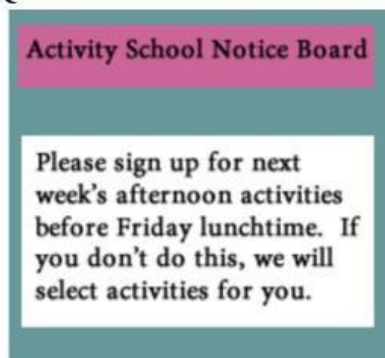 Activity School Notice Board
Please sign up for next
week's afternoon activities
before Friday lunchtime. If
you don't do this, we will
select activities for you.